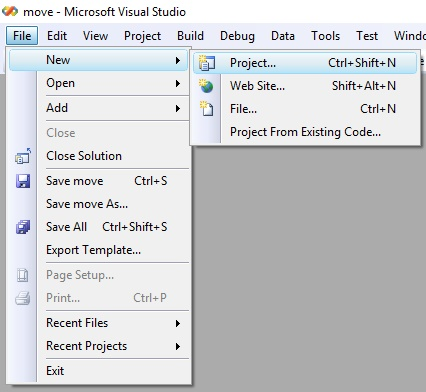 move - Microsoft Visual Studio
File Edit View Project Build Debug Data Tools Test
New
Project... Ctrl+Shift+N
Open
Web Site... Shift+Alt+N
Add
File... Ctrl+N
Close
Project From Existing Code...
Close Solution
Save move Ctrl+S
Save move As...
Save All Ctrl+Shift+S
Export Template...
Page Setup...
Print... Ctrl+P
Recent Files
Recent Projects
Exit